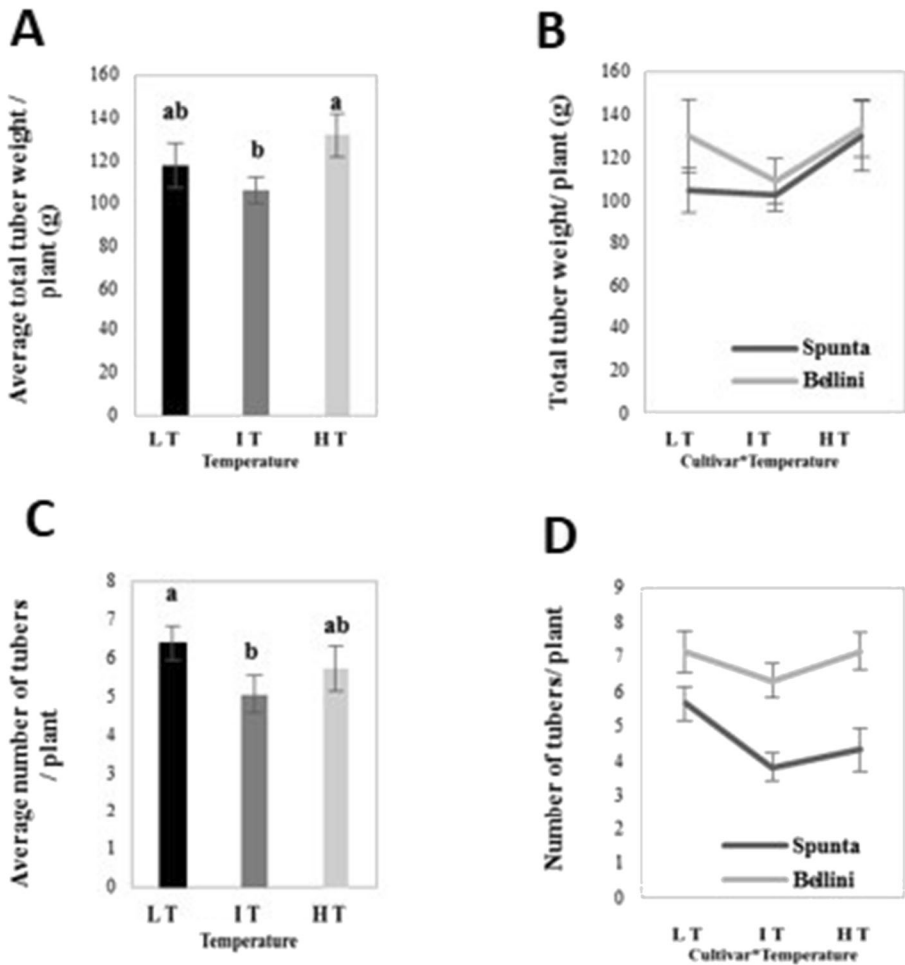 A
Average total tuber weight /
plant (g)
160
140
120
100
80
60
40
20
0
ab
b
a
L T
I T
H T
Temperature
B
Total tuber weight/ plant (g)
160
140
120
100
80
60
40
20
0
Spunta
Bellini
L T
I T
H T
Cultivar*Temperature
C
Average number of tubers
/ plant
8
7
6
5
4
3
2
1
0
a
b
ab
L T
I T
H T
Temperature
D
Number of tubers/ plant
9
8
7
6
5
4
3
2
1
0
Spunta
Bellini
L T
I T
H T
Cultivar*Temperature